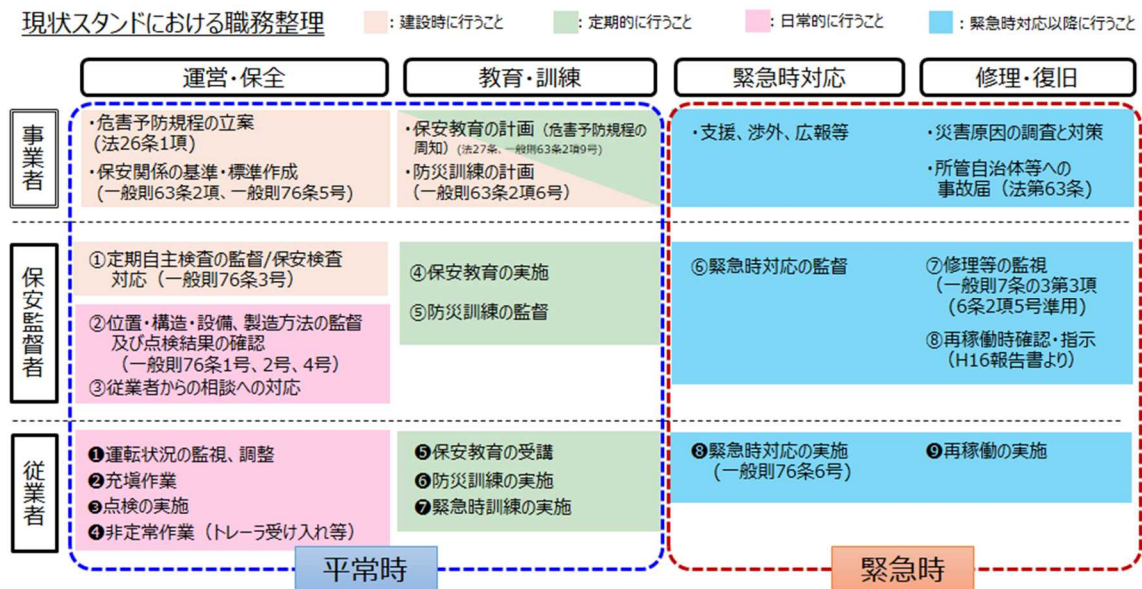 現状スタンドにおける職務整理
：建設時に行うこと
：定期的に行うこと
：日常的に行うこと
：緊急時対応以降に行うこと
運営・保全
教育・訓練
緊急時対応
修理・復旧
事業者
・危害予防規程の立案
(法26条1項)
・保安関係の基準・標準作成
(一般則63条2項、一般則76条5号)
・保安教育の計画（危害予防規程の
周知）(法27条、一般則63条2項9号)
・防災訓練の計画
(一般則63条2項6号)
・支援、渉外、広報等
・災害原因の調査と対策
・所管自治体等への
事故届（法第63条）
保安監督者
①定期自主検査の監督/保安検査
対応（一般則76条3号）
②位置・構造・設備、製造方法の監督
及び点検結果の確認
（一般則76条1号、2号、4号）
③従業者からの相談への対応
④保安教育の実施
⑤防災訓練の監督
⑥緊急時対応の監督
⑦修理等の監視
(一般則7条の3第3項
(6条2項5号準用)
⑧再稼働時確認・指示
(H16報告書より)
従業者
❶運転状況の監視、調整
❷充塡作業
❸点検の実施
❹非定常作業（トレーラ受け入れ等）
❺保安教育の受講
❻防災訓練の実施
❼緊急時訓練の実施
❽緊急時対応の実施
(一般則76条6号)
❾再稼働の実施
平常時
緊急時